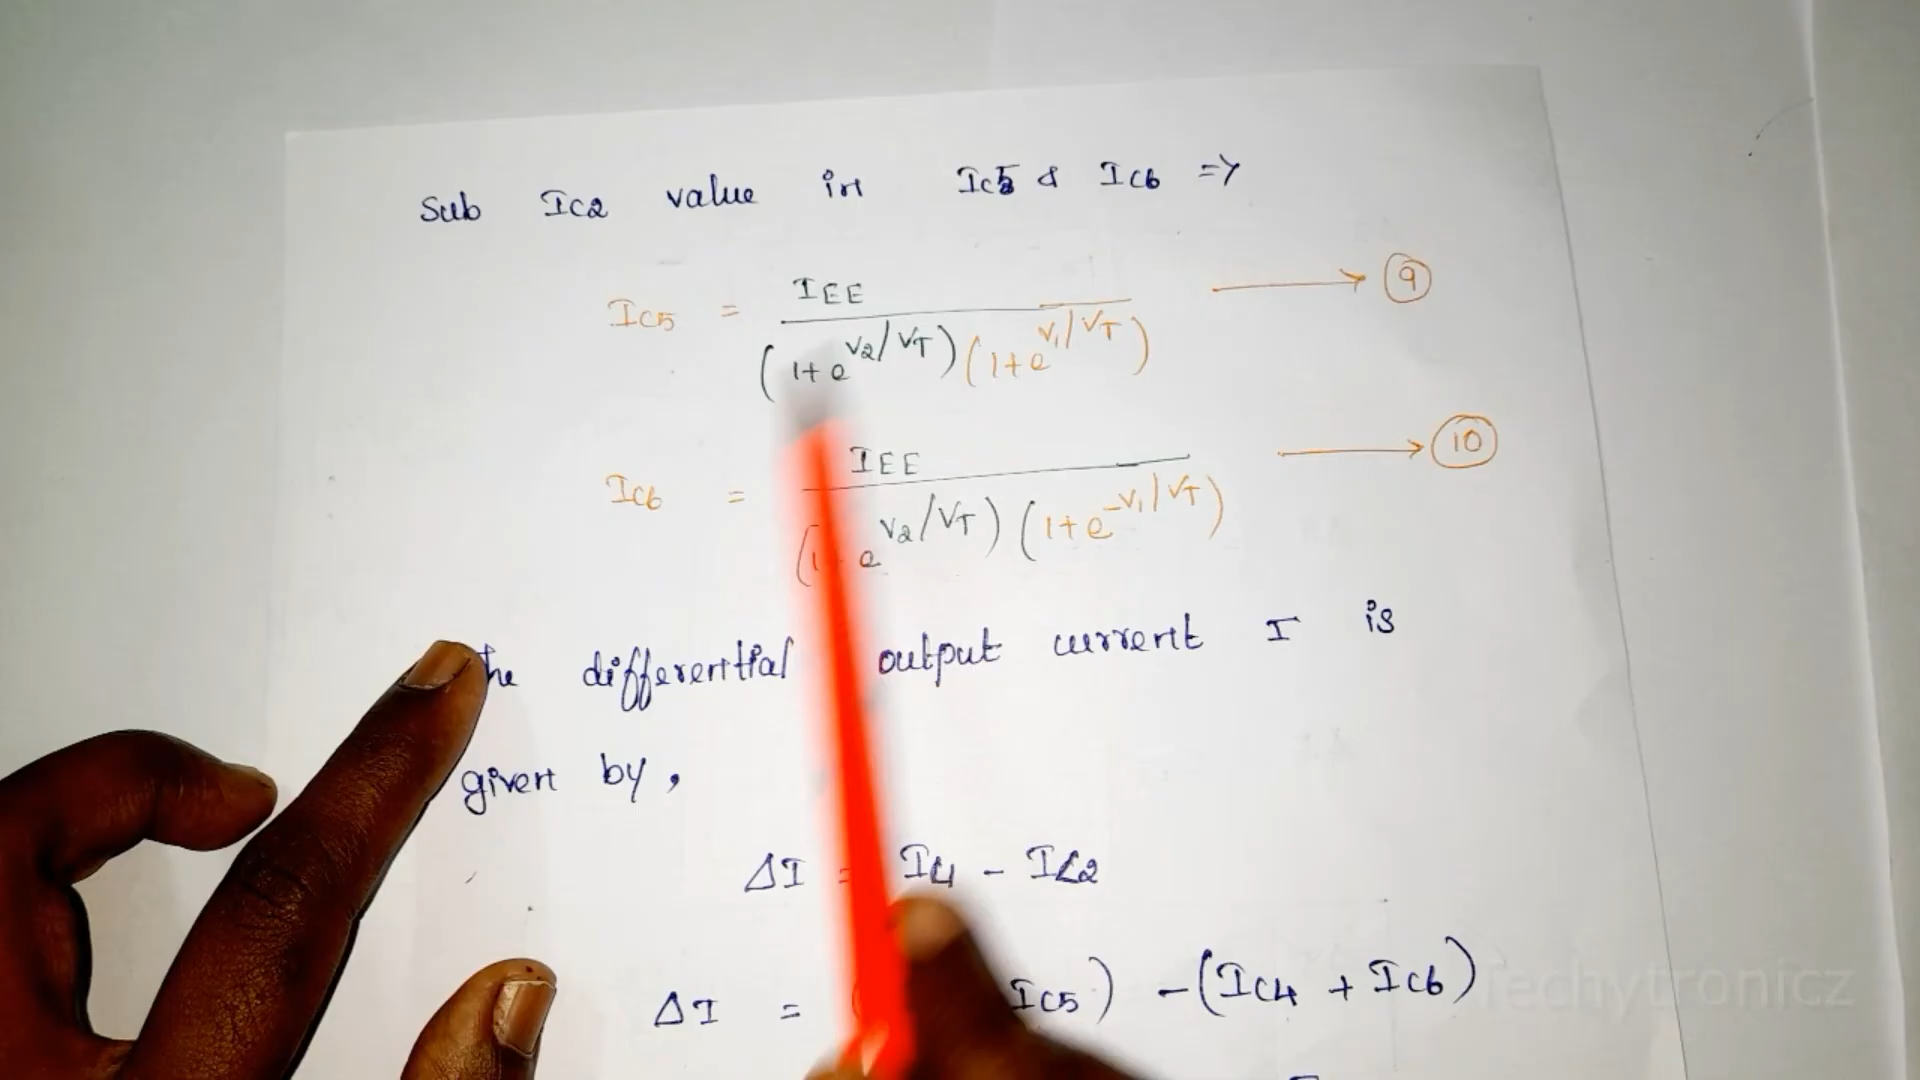 Sub Ic2 value in Ic5 & Ic6 =>
Ic5 = IEE / (1+e^V2/VT)(1+e^V1/VT) → 9
Ic6 = IEE / (1 e^V2/VT)(1+e^-V1/VT) → 10
he differential output current I is
given by,
ΔI = IL1 - IL2
ΔI = Ic5) -(Ic4 + Ic6)
Techytronicz